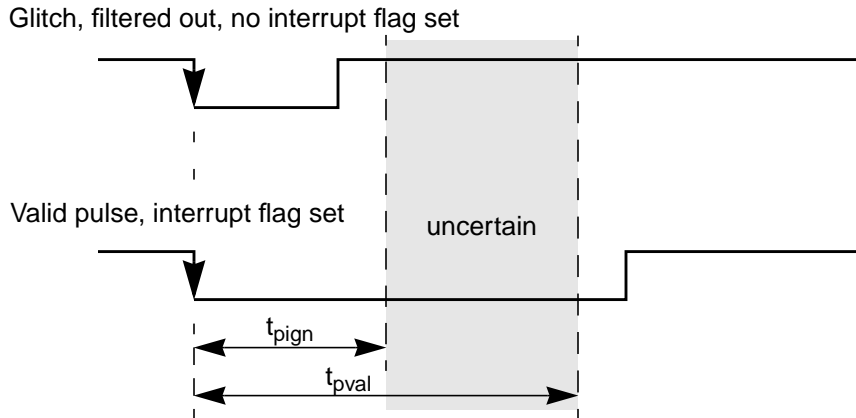 Glitch, filtered out, no interrupt flag set
Valid pulse, interrupt flag set
uncertain
tpign
tpval